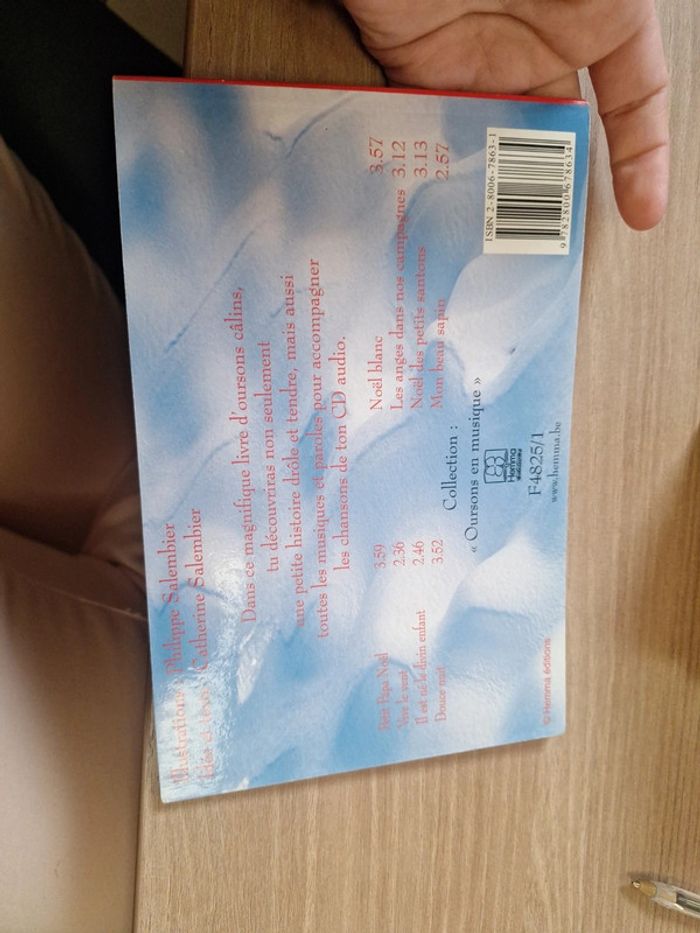 Illustrations : Philippe Salembier
Idée & texte : Catherine Salembier
Dans ce magnifique livre d'oursons câlins,
tu découvriras non seulement
une petite histoire drôle et tendre, mais aussi
toutes les musiques et paroles pour accompagner
les chansons de ton CD audio.
Petit Papa Noël 3.59
Vive le vent 2.36
Il est né le divin enfant 2.46
Douce nuit 3.52
Noël blanc 3.57
Les anges dans nos campagnes 3.12
Noël des petits santons 3.13
Mon beau sapin 2.57
Collection :
« Oursons en musique »
Hemma
éditions
F4825/1
www.hemma.be
© Hemma éditions
ISBN 2-8006-7863-1
9 782800 678634